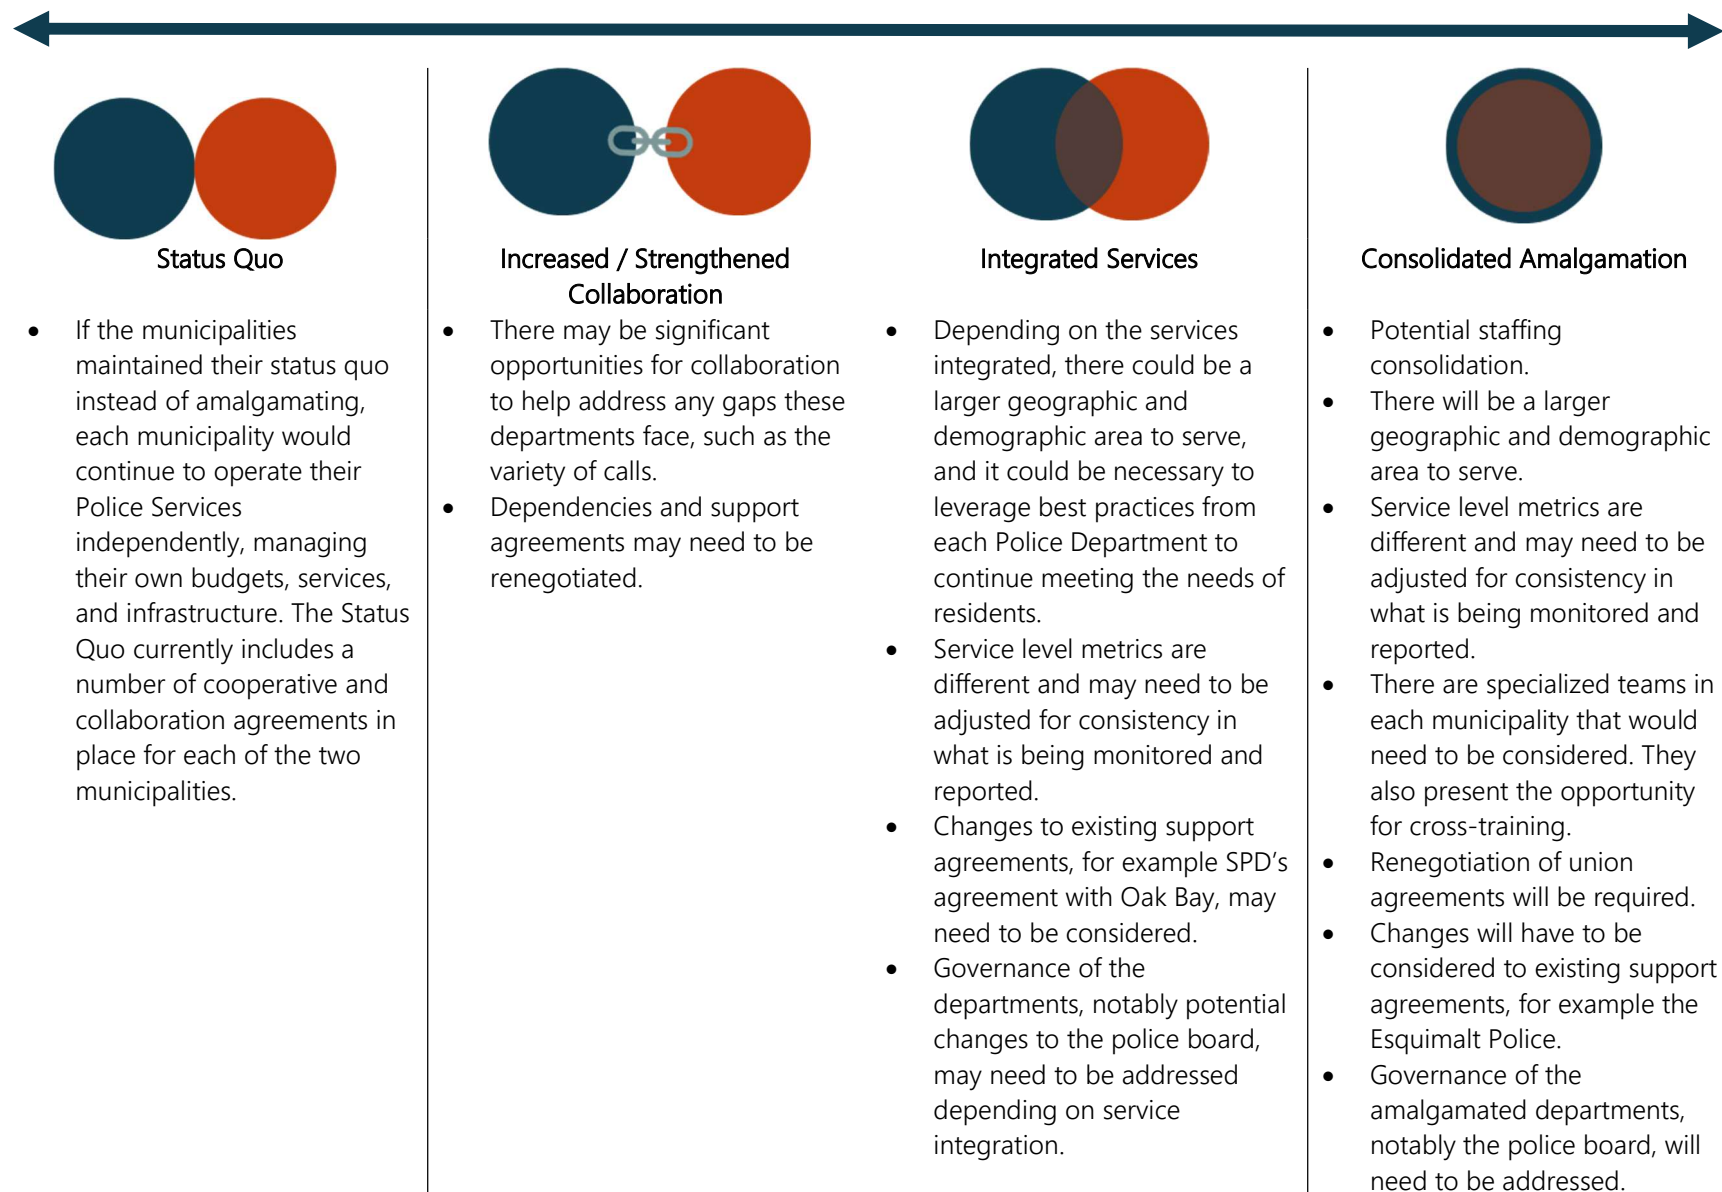 Status Quo
• If the municipalities
maintained their status quo
instead of amalgamating,
each municipality would
continue to operate their
Police Services
independently, managing
their own budgets, services,
and infrastructure. The Status
Quo currently includes a
number of cooperative and
collaboration agreements in
place for each of the two
municipalities.
Increased / Strengthened
Collaboration
• There may be significant
opportunities for collaboration
to help address any gaps these
departments face, such as the
variety of calls.
• Dependencies and support
agreements may need to be
renegotiated.
Integrated Services
• Depending on the services
integrated, there could be a
larger geographic and
demographic area to serve,
and it could be necessary to
leverage best practices from
each Police Department to
continue meeting the needs of
residents.
• Service level metrics are
different and may need to be
adjusted for consistency in
what is being monitored and
reported.
• Changes to existing support
agreements, for example SPD’s
agreement with Oak Bay, may
need to be considered.
• Governance of the
departments, notably potential
changes to the police board,
may need to be addressed
depending on service
integration.
Consolidated Amalgamation
• Potential staffing
consolidation.
• There will be a larger
geographic and demographic
area to serve.
• Service level metrics are
different and may need to be
adjusted for consistency in
what is being monitored and
reported.
• There are specialized teams in
each municipality that would
need to be considered. They
also present the opportunity
for cross-training.
• Renegotiation of union
agreements will be required.
• Changes will have to be
considered to existing support
agreements, for example the
Esquimalt Police.
• Governance of the
amalgamated departments,
notably the police board, will
need to be addressed.